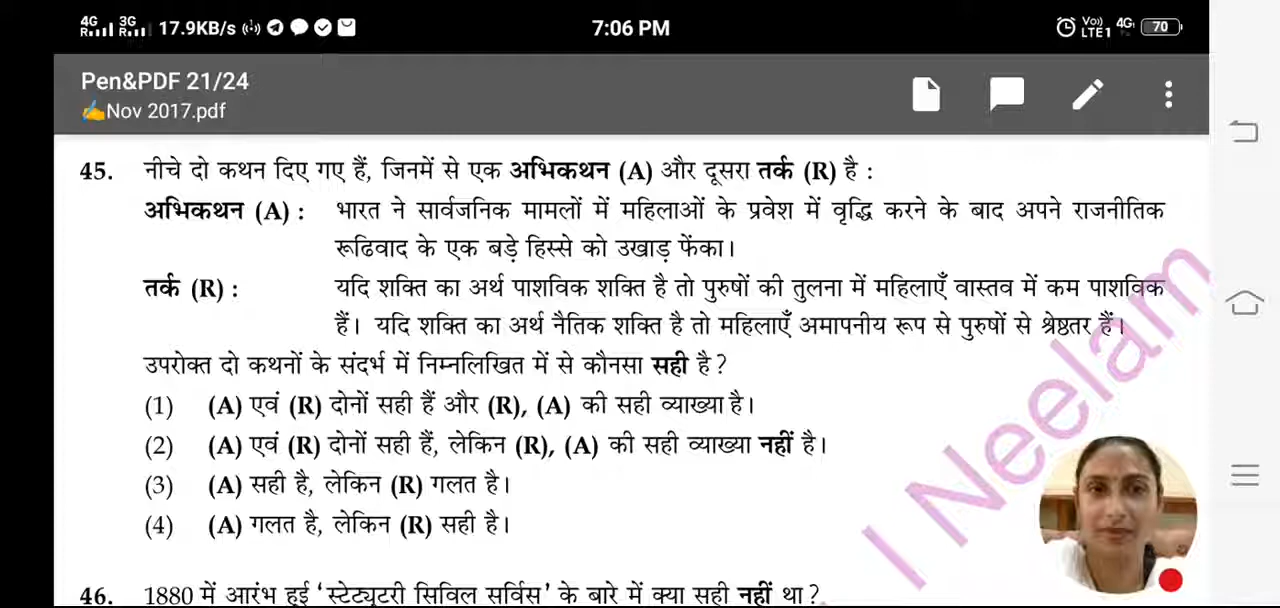 4G 3G 17.9KB/s 7:06 PM Vo) LTE1 4G 70
Pen&PDF 21/24
✍Nov 2017.pdf
45. नीचे दो कथन दिए गए हैं, जिनमें से एक अभिकथन (A) और दूसरा तर्क (R) है :
अभिकथन (A) : भारत ने सार्वजनिक मामलों में महिलाओं के प्रवेश में वृद्धि करने के बाद अपने राजनीतिक
रूढिवाद के एक बड़े हिस्से को उखाड़ फेंका।
तर्क (R) : यदि शक्ति का अर्थ पाशविक शक्ति है तो पुरुषों की तुलना में महिलाएँ वास्तव में कम पाशविक
हैं। यदि शक्ति का अर्थ नैतिक शक्ति है तो महिलाएँ अमापनीय रूप से पुरुषों से श्रेष्ठतर हैं।
उपरोक्त दो कथनों के संदर्भ में निम्नलिखित में से कौनसा सही है ?
(1) (A) एवं (R) दोनों सही हैं और (R), (A) की सही व्याख्या है।
(2) (A) एवं (R) दोनों सही हैं, लेकिन (R), (A) की सही व्याख्या नहीं है।
(3) (A) सही है, लेकिन (R) गलत है।
(4) (A) गलत है, लेकिन (R) सही है।
I Neelam
46. 1880 में आरंभ हुई ‘स्टेट्यूटरी सिविल सर्विस’ के बारे में क्या सही नहीं था ?